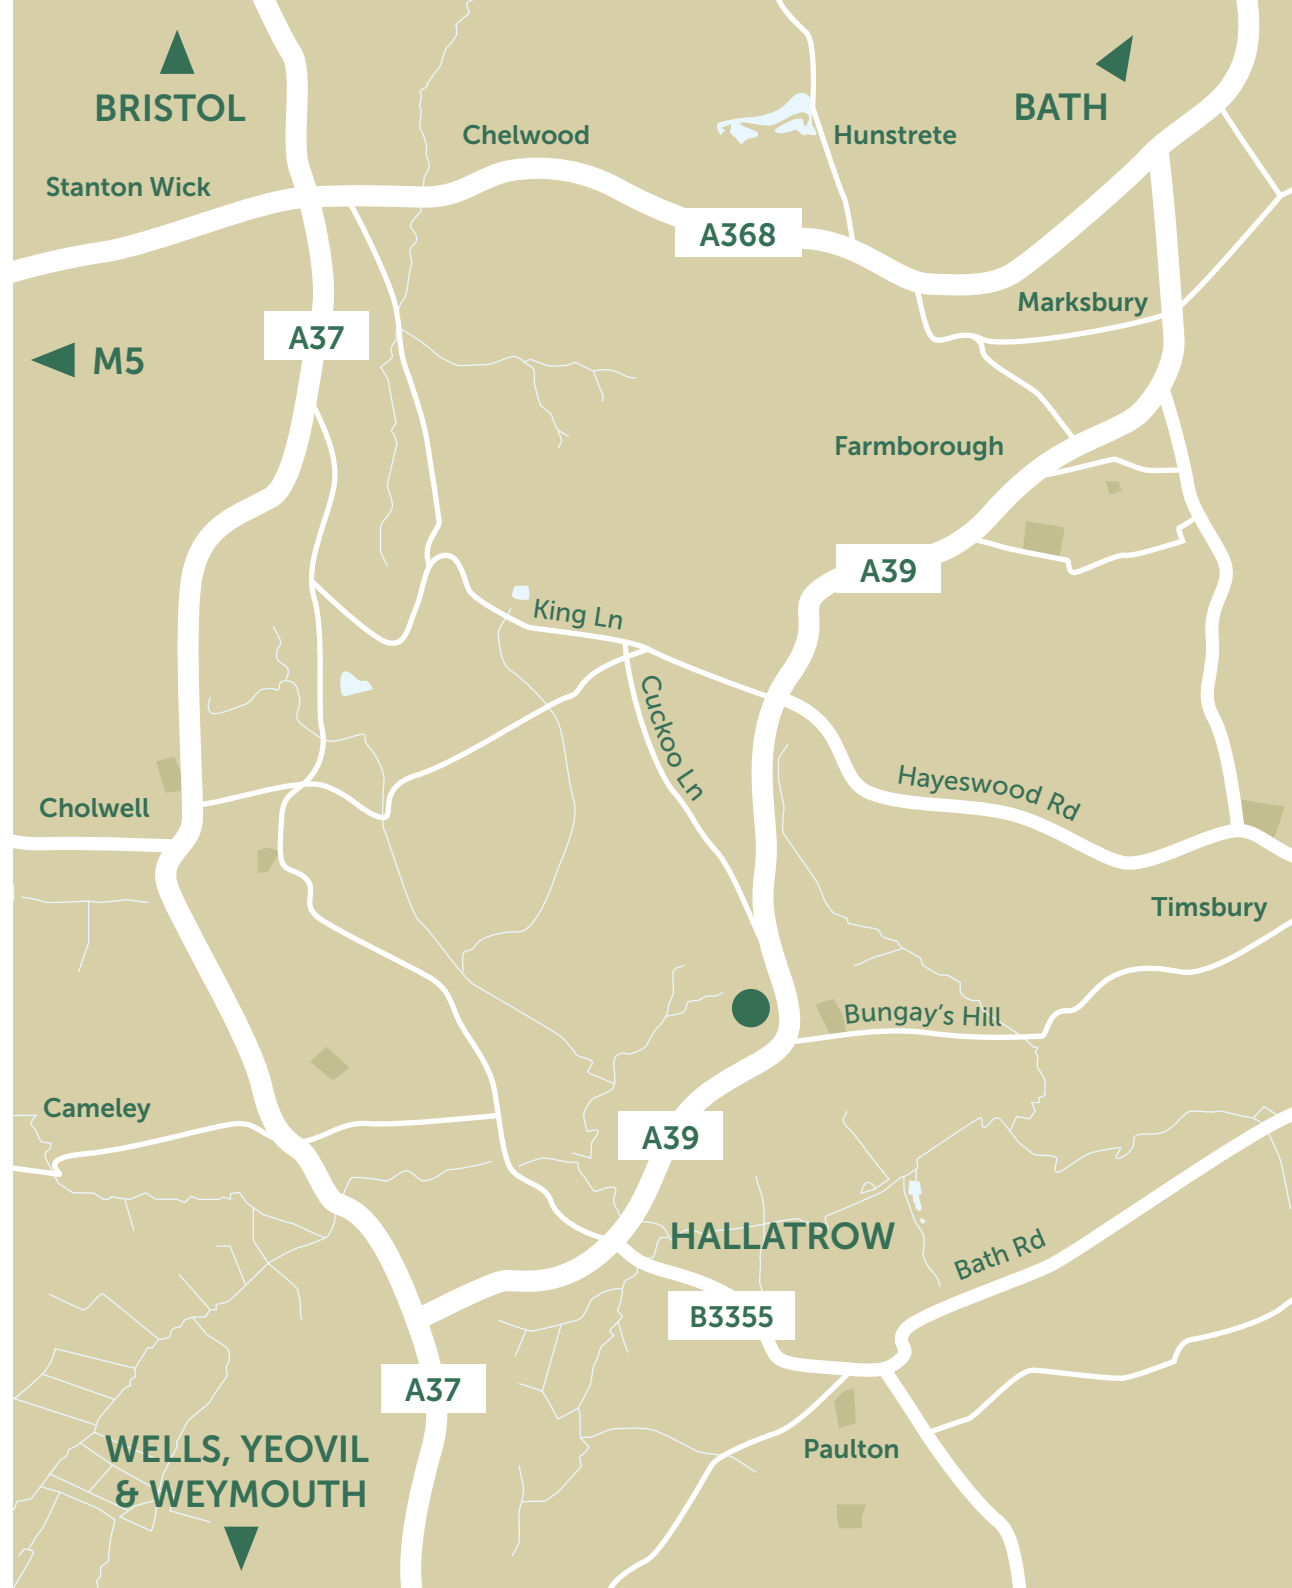 BRISTOL
BATH
Chelwood
Hunstrete
Stanton Wick
A368
Marksbury
A37
M5
Farmborough
A39
King Ln
Cuckoo Ln
Hayeswood Rd
Cholwell
Timsbury
Bungay’s Hill
Cameley
A39
HALLATROW
Bath Rd
B3355
A37
WELLS, YEOVIL
& WEYMOUTH
Paulton